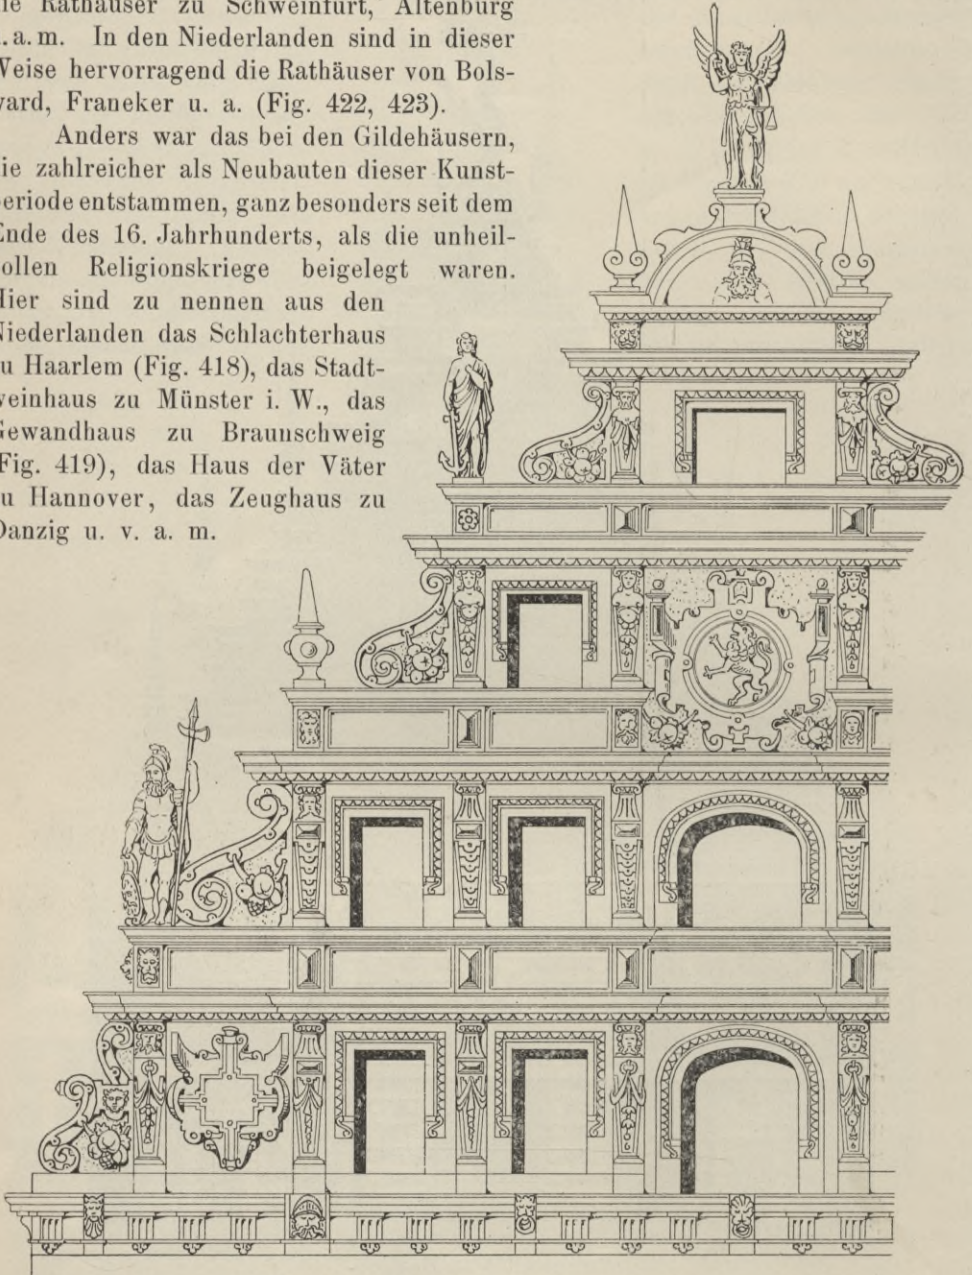 ie Rathäuser zu Schweinfurt, Altenburg
.a.m. In den Niederlanden sind in dieser
Weise hervorragend die Rathäuser von Bols-
ward, Franeker u. a. (Fig. 422, 423).
Anders war das bei den Gildehäusern,
ie zahlreicher als Neubauten dieser Kunst-
eriode entstammen, ganz besonders seit dem
Ende des 16. Jahrhunderts, als die unheil-
ollen Religionskriege beigelegt waren.
Hier sind zu nennen aus den
Niederlanden das Schlachterhaus
u Haarlem (Fig. 418), das Stadt-
weinhaus zu Münster i. W., das
Gewandhaus zu Braunschweig
(Fig. 419), das Haus der Väter
u Hannover, das Zeughaus zu
Danzig u. v. a. m.